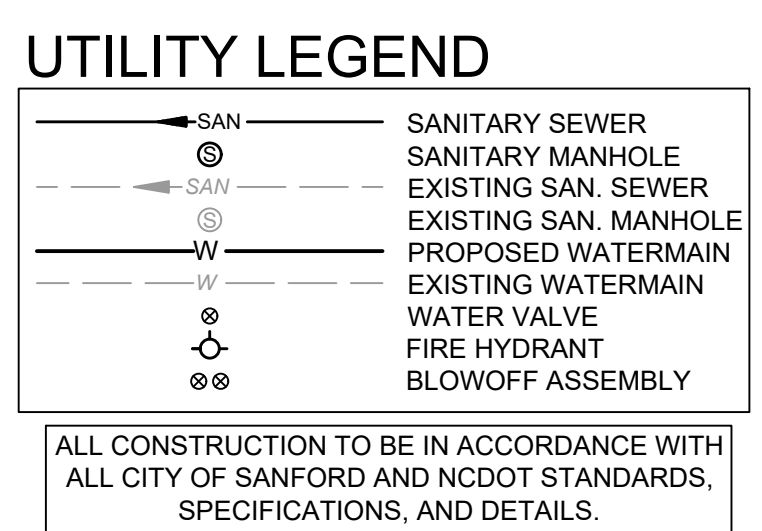 UTILITY LEGEND
SAN SANITARY SEWER
S SANITARY MANHOLE
SAN EXISTING SAN. SEWER
S EXISTING SAN. MANHOLE
W PROPOSED WATERMAIN
W EXISTING WATERMAIN
WATER VALVE
FIRE HYDRANT
BLOWOFF ASSEMBLY
ALL CONSTRUCTION TO BE IN ACCORDANCE WITH
ALL CITY OF SANFORD AND NCDOT STANDARDS,
SPECIFICATIONS, AND DETAILS.